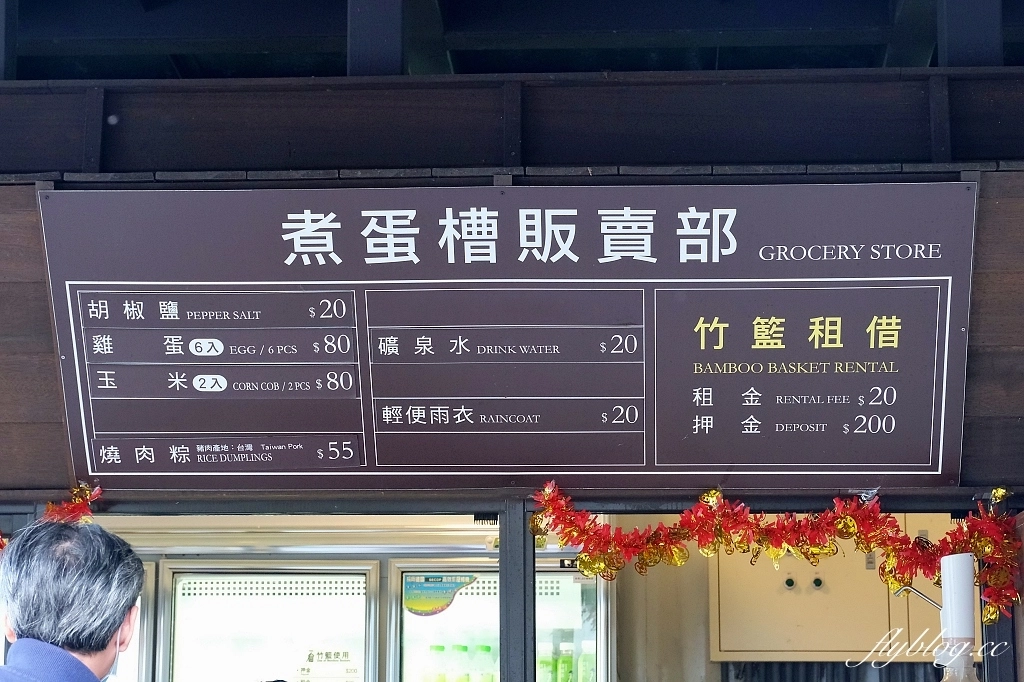 煮蛋槽販賣部 GROCERY STORE
胡椒鹽 PEPPER SALT $20
雞蛋 6入 EGG / 6 PCS $80
玉米 2入 CORN COB / 2 PCS $80
燒肉粽 豬肉產地：台灣 Taiwan Pork RICE DUMPLINGS $55
礦泉水 DRINK WATER $20
輕便雨衣 RAINCOAT $20
竹籃租借
BAMBOO BASKET RENTAL
租金 RENTAL FEE $20
押金 DEPOSIT $200
竹籃使用
flyblog.cc
flyblog.cc